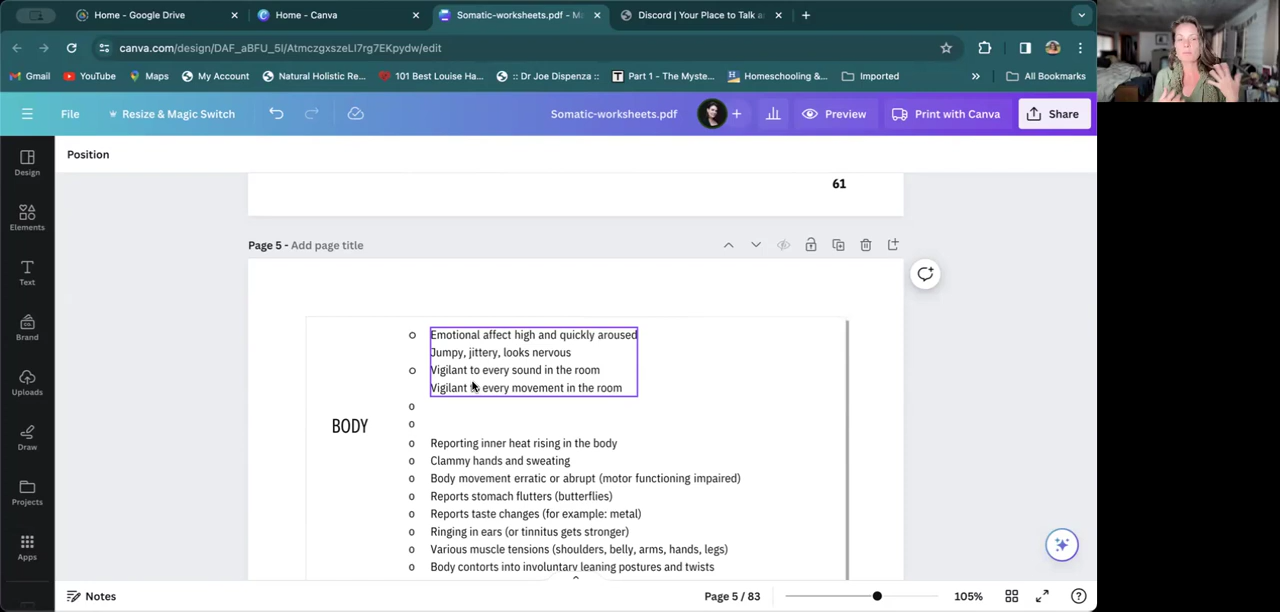 Home - Google Drive
Home - Canva
Somatic-worksheets.pdf - Ma
Discord | Your Place to Talk a
canva.com/design/DAF_aBFU_5I/AtmczgxszeLI7rg7EKpydw/edit
Gmail
YouTube
Maps
My Account
Natural Holistic Re...
101 Best Louise Ha...
:: Dr Joe Dispenza ::
Part 1 - The Myste...
Homeschooling &...
Imported
»
All Bookmarks
File
Resize & Magic Switch
Somatic-worksheets.pdf
Preview
Print with Canva
Share
Design
Elements
Text
Brand
Uploads
Draw
Projects
Apps
Position
61
Page 5 - Add page title
o Emotional affect high and quickly aroused
Jumpy, jittery, looks nervous
o Vigilant to every sound in the room
Vigilant to every movement in the room
o
o
BODY
o Reporting inner heat rising in the body
o Clammy hands and sweating
o Body movement erratic or abrupt (motor functioning impaired)
o Reports stomach flutters (butterflies)
o Reports taste changes (for example: metal)
o Ringing in ears (or tinnitus gets stronger)
o Various muscle tensions (shoulders, belly, arms, hands, legs)
o Body contorts into involuntary leaning postures and twists
Notes
Page 5 / 83
105%